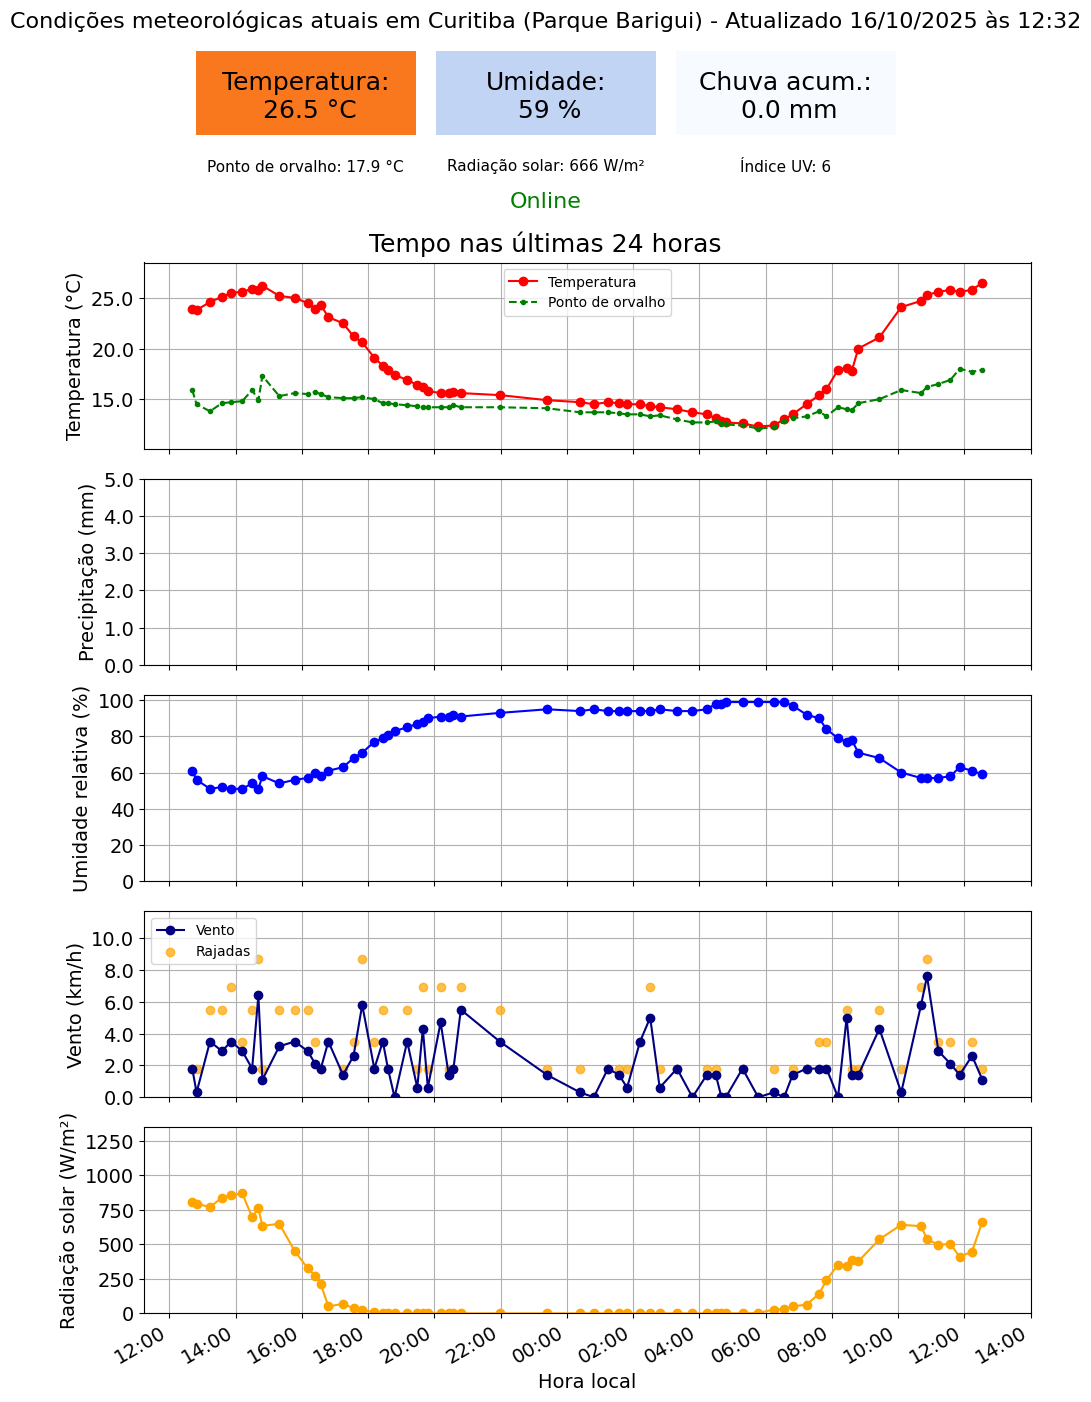 Condições meteorológicas atuais em Curitiba (Parque Barigui) - Atualizado 16/10/2025 às 12:32
Temperatura:
26.5 °C
Umidade:
59 %
Chuva acum.:
0.0 mm
Ponto de orvalho: 17.9 °C
Radiação solar: 666 W/m²
Índice UV: 6
Online
Tempo nas últimas 24 horas
Temperatura (°C)
25.0
20.0
15.0
Temperatura
Ponto de orvalho
Precipitação (mm)
5.0
4.0
3.0
2.0
1.0
0.0
Umidade relativa (%)
100
80
60
40
20
0
Vento (km/h)
10.0
8.0
6.0
4.0
2.0
0.0
Vento
Rajadas
Radiação solar (W/m²)
1250
1000
750
500
250
0
12:00
14:00
16:00
18:00
20:00
22:00
00:00
02:00
04:00
06:00
08:00
10:00
12:00
14:00
Hora local